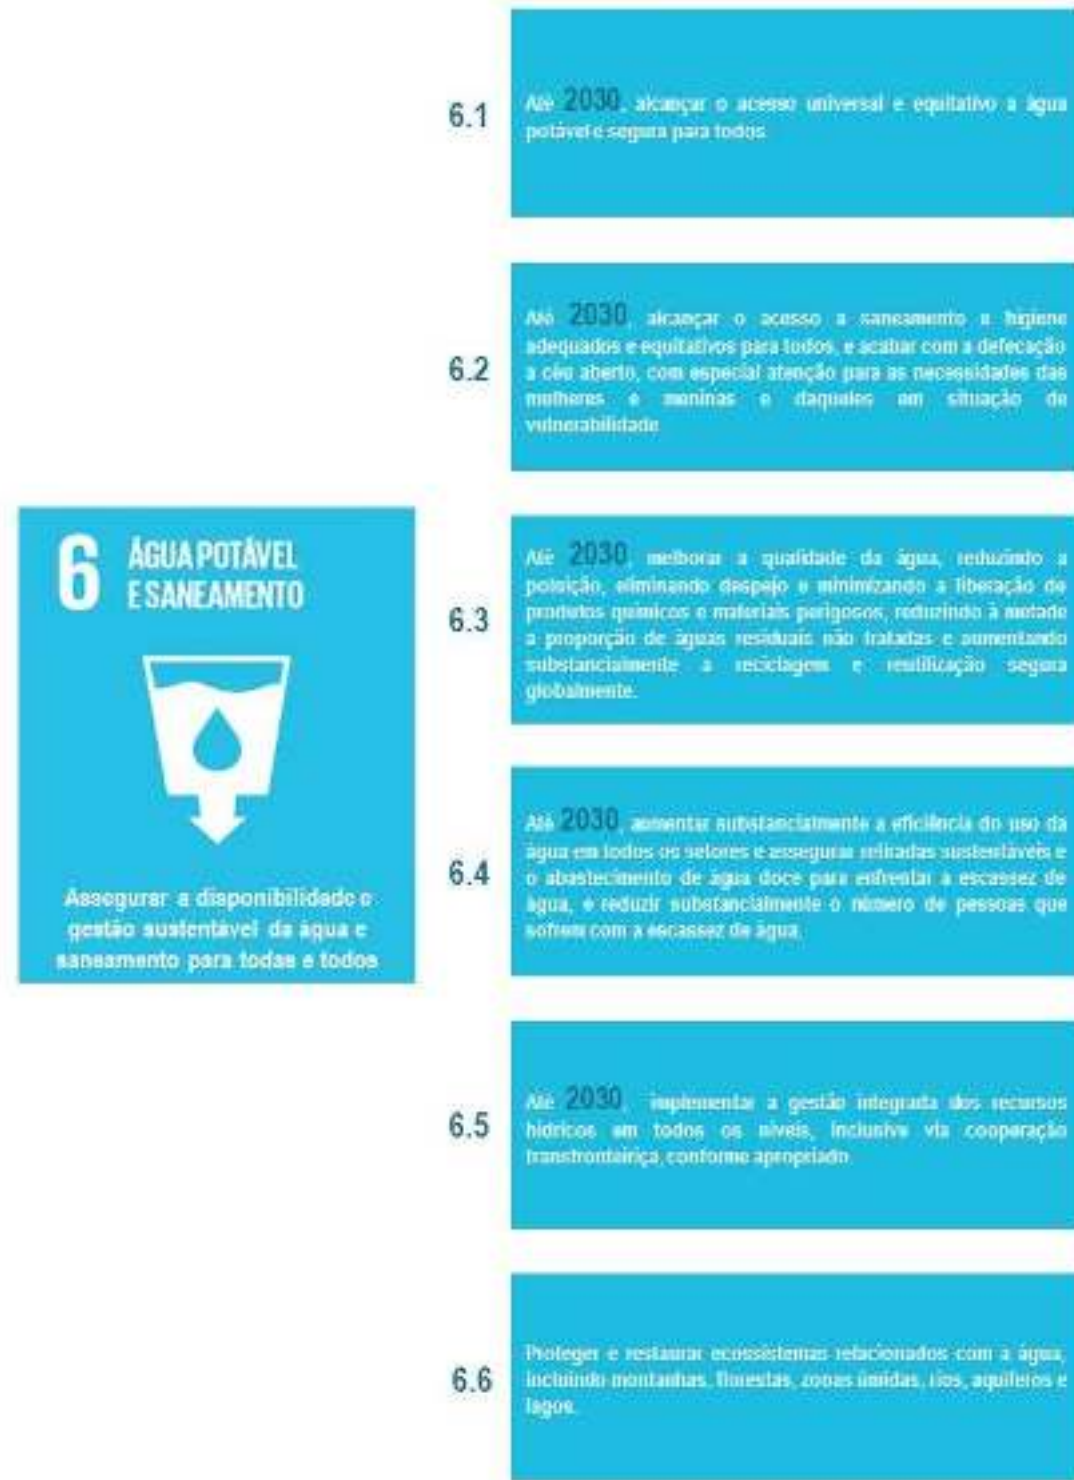 6.1
Até 2030, alcançar o acesso universal e equitativo a água
potável e segura para todos
6.2
Até 2030, alcançar o acesso a saneamento e higiene
adequados e equitativos para todos, e acabar com a defecação
a céu aberto, com especial atenção para as necessidades das
mulheres e meninas e daqueles em situação de
vulnerabilidade
6 ÁGUA POTÁVEL
E SANEAMENTO
Assegurar a disponibilidade e
gestão sustentável da água e
saneamento para todas e todos
6.3
Até 2030, melhorar a qualidade da água, reduzindo a
poluição, eliminando despejo e minimizando a liberação de
produtos químicos e materiais perigosos, reduzindo à metade
a proporção de águas residuais não tratadas e aumentando
substancialmente a reciclagem e reutilização segura
globalmente.
6.4
Até 2030, aumentar substancialmente a eficiência do uso da
água em todos os setores e assegurar retiradas sustentáveis e
o abastecimento de água doce para enfrentar a escassez de
água, e reduzir substancialmente o número de pessoas que
sofrem com a escassez de água.
6.5
Até 2030, implementar a gestão integrada dos recursos
hídricos em todos os níveis, inclusive via cooperação
transfronteiriça, conforme apropriado
6.6
Proteger e restaurar ecossistemas relacionados com a água,
incluindo montanhas, florestas, zonas úmidas, rios, aquíferos e
lagos.